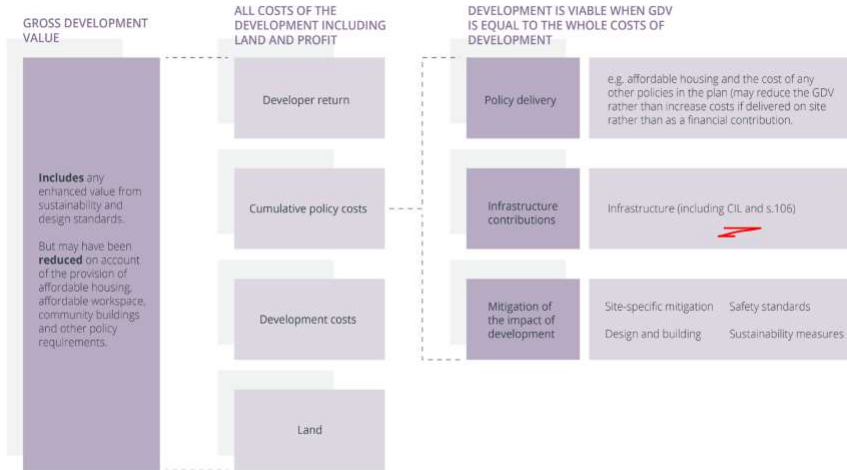 GROSS DEVELOPMENT
VALUE
Includes any
enhanced value from
sustainability and
design standards.
But may have been
reduced on account
of the provision of
affordable housing,
affordable workspace,
community buildings
and other policy
requirements.
ALL COSTS OF THE
DEVELOPMENT INCLUDING
LAND AND PROFIT
Developer return
Cumulative policy costs
Development costs
Land
DEVELOPMENT IS VIABLE WHEN GDV
IS EQUAL TO THE WHOLE COSTS OF
DEVELOPMENT
Policy delivery
e.g. affordable housing and the cost of any
other policies in the plan (may reduce the GDV
rather than increase costs if delivered on site
rather than as a financial contribution.
Infrastructure
contributions
Infrastructure (including CIL and s.106)
Mitigation of
the impact of
development
Site-specific mitigation Safety standards
Design and building Sustainability measures